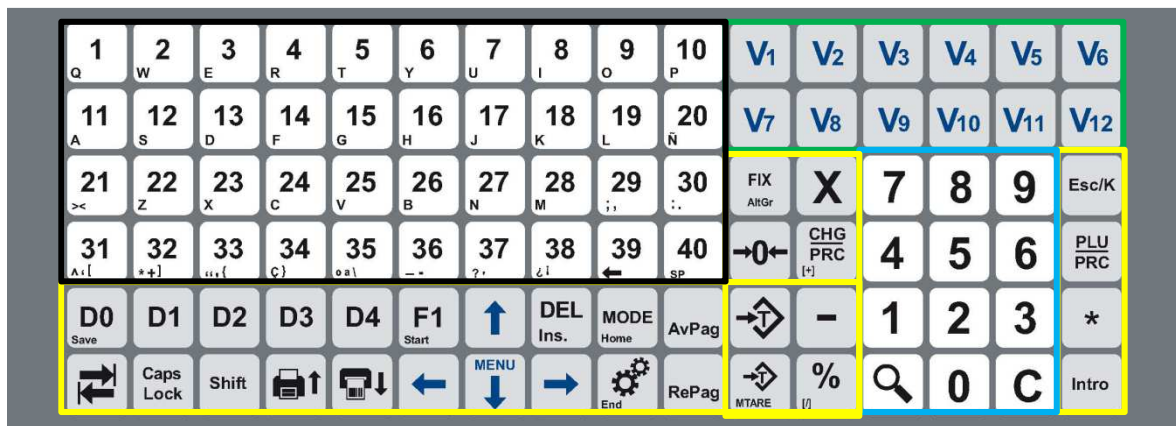 1 2 3 4 5 6 7 8 9 10 V1 V2 V3 V4 V5 V6
Q W E R T Y U I O P
11 12 13 14 15 16 17 18 19 20 V7 V8 V9 V10 V11 V12
A S D F G H J K L Ñ
21 22 23 24 25 26 27 28 29 30 FIX X 7 8 9 Esc/K
>< Z X C V B N M ;, :. AltGr
31 32 33 34 35 36 37 38 39 40 →0← CHG 4 5 6 PLU
PRC PRC
*+] Ç} ºª\ ?' ¿¡ ← SP [+]
D0 D1 D2 D3 D4 F1 ↑ DEL MODE AvPag →T - 1 2 3 *
Save Start Ins. Home
Caps Shift ↑ ↓ ← MENU → RePag →T % 0 C Intro
Lock ↓ End MTARE [/]